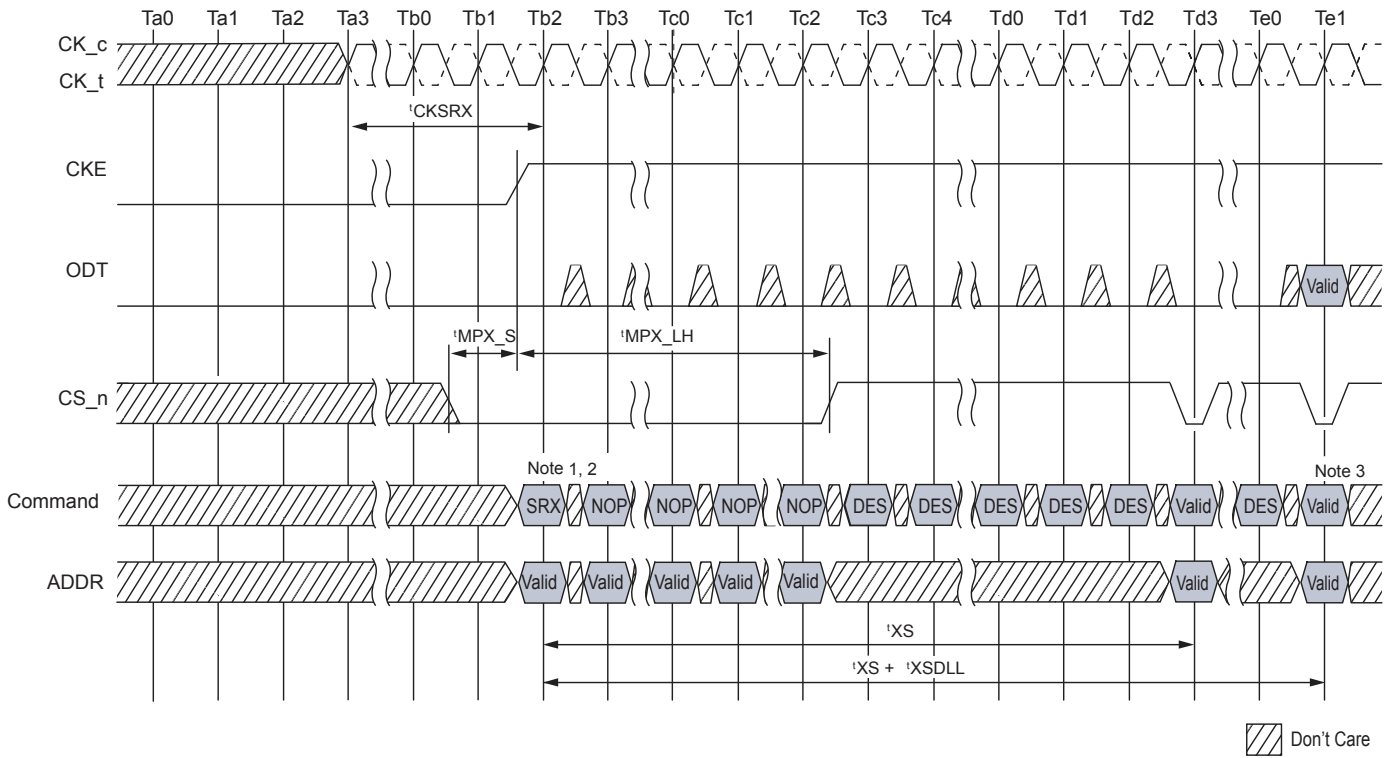 Ta0 Ta1 Ta2 Ta3 Tb0 Tb1 Tb2 Tb3 Tc0 Tc1 Tc2 Tc3 Tc4 Td0 Td1 Td2 Td3 Te0 Te1
CK_c
CK_t
tCKSRX
CKE
ODT
Valid
tMPX_S tMPX_LH
CS_n
Note 1, 2 Note 3
Command SRX NOP NOP NOP NOP DES DES DES DES DES Valid DES Valid
ADDR Valid Valid Valid Valid Valid Valid Valid
tXS
tXS + tXSDLL
Don't Care